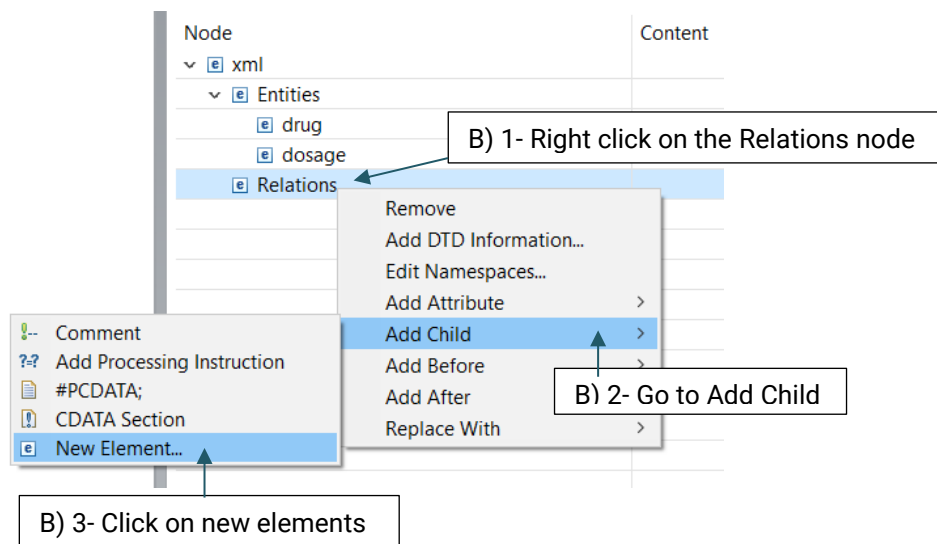 Node Content
xml
Entities
drug
dosage
B) 1- Right click on the Relations node
Relations
Remove
Add DTD Information...
Edit Namespaces...
Add Attribute
Add Child
Add Before
Add After
Replace With
B) 2- Go to Add Child
!-- Comment
?=? Add Processing Instruction
#PCDATA;
CDATA Section
e New Element...
B) 3- Click on new elements